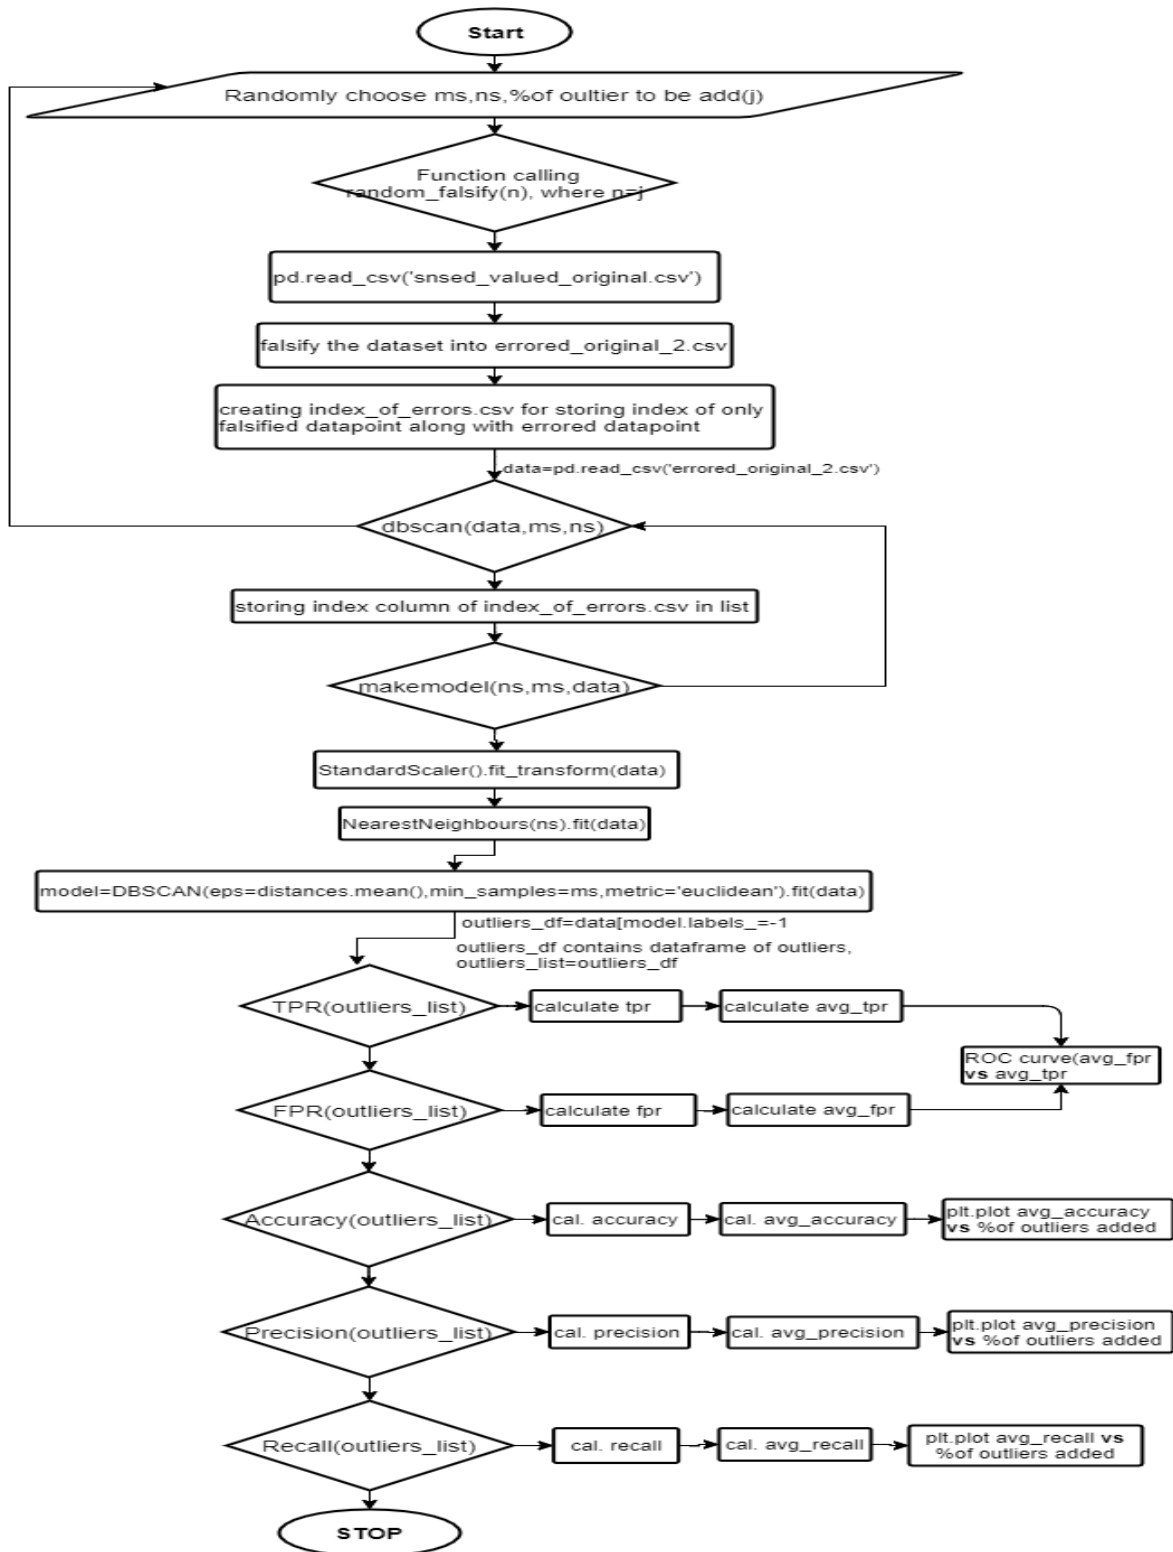 Start
Randomly choose ms,ns,%of oultier to be add(j)
Function calling
random_falsify(n), where n=j
pd.read_csv('snsed_valued_original.csv')
falsify the dataset into errored_original_2.csv
creating index_of_errors.csv for storing index of only
falsified datapoint along with errored datapoint
data=pd.read_csv('errored_original_2.csv')
dbscan(data,ms,ns)
storing index column of index_of_errors.csv in list
makemodel(ns,ms,data)
StandardScaler().fit_transform(data)
NearestNeighbours(ns).fit(data)
model=DBSCAN(eps=distances.mean(),min_samples=ms,metric='euclidean').fit(data)
outliers_df=data[model.labels_=-1
outliers_df contains dataframe of outliers,
outliers_list=outliers_df
TPR(outliers_list)
calculate tpr
calculate avg_tpr
ROC curve(avg_fpr
vs avg_tpr
FPR(outliers_list)
calculate fpr
calculate avg_fpr
Accuracy(outliers_list)
cal. accuracy
cal. avg_accuracy
plt.plot avg_accuracy
vs %of outliers added
Precision(outliers_list)
cal. precision
cal. avg_precision
plt.plot avg_precision
vs %of outliers added
Recall(outliers_list)
cal. recall
cal. avg_recall
plt.plot avg_recall vs
%of outliers added
STOP